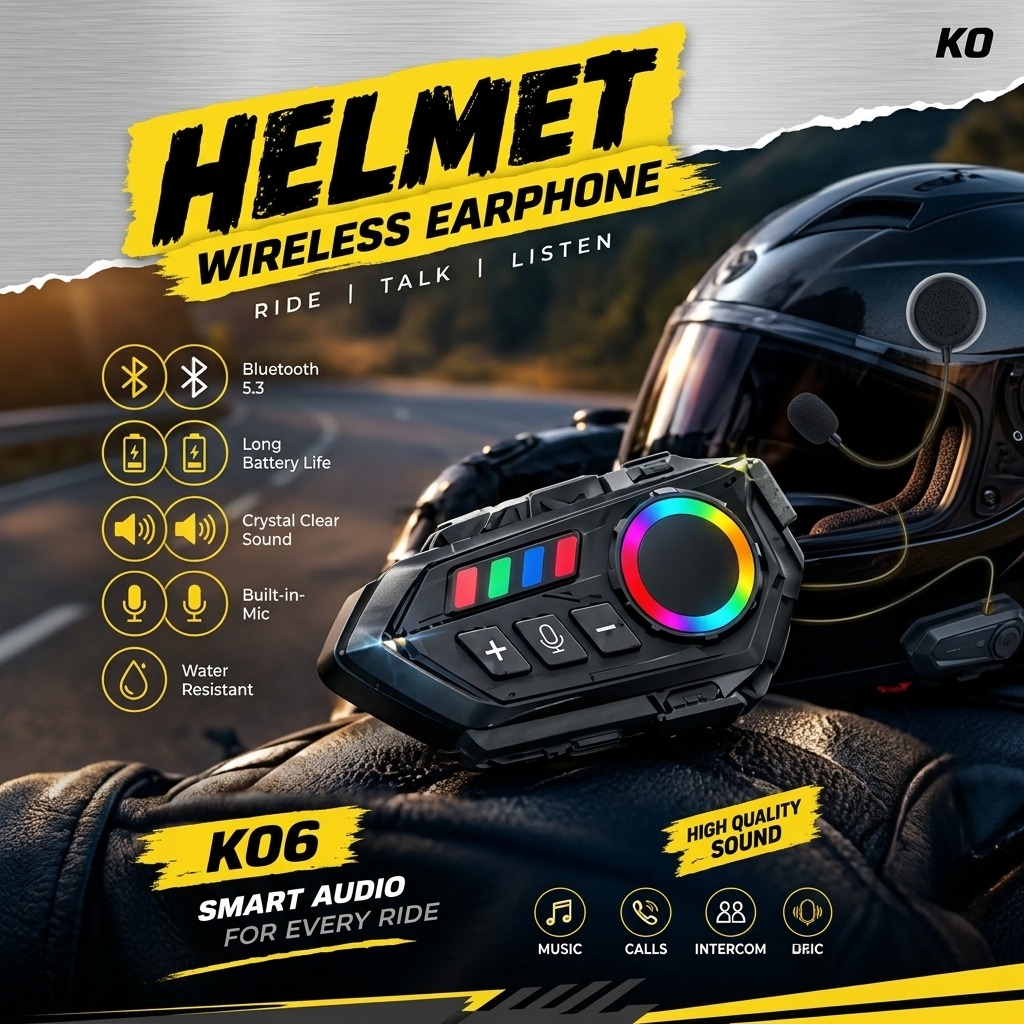 KO
HELMET
WIRELESS EARPHONE
RIDE | TALK | LISTEN
Bluetooth
5.3
Long
Battery Life
Crystal Clear
Sound
Built-in-
Mic
Water
Resistant
K06
SMART AUDIO
FOR EVERY RIDE
HIGH QUALITY
SOUND
MUSIC
CALLS
INTERCOM